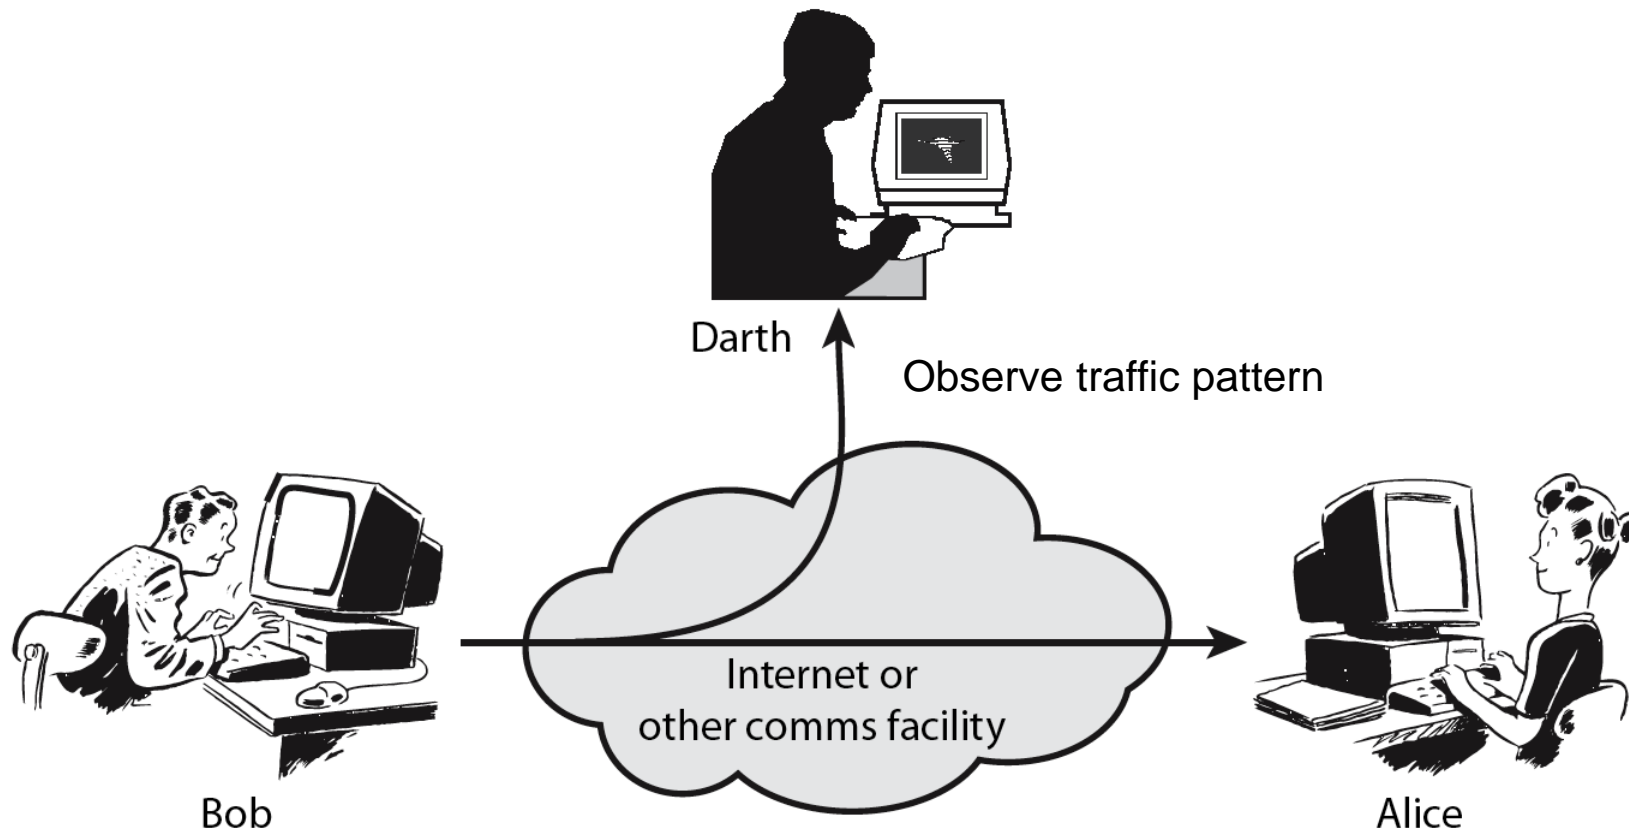 Darth
Observe traffic pattern
Internet or
other comms facility
Bob
Alice